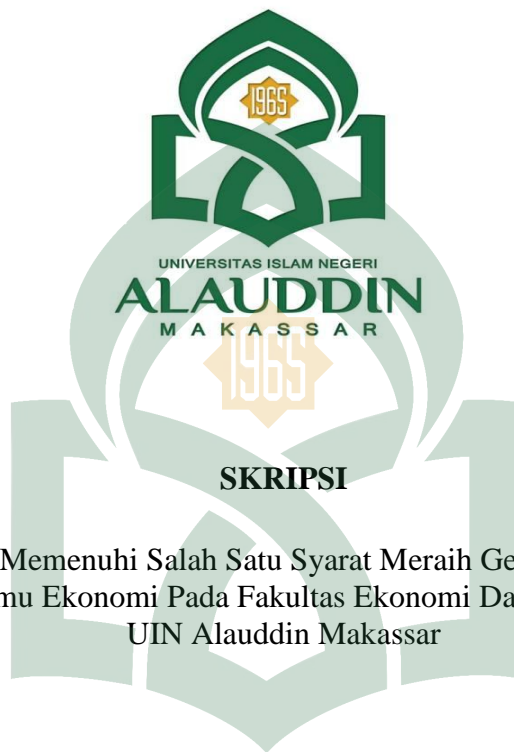 1965
UNIVERSITAS ISLAM NEGERI
ALAUDDIN
MAKASSAR
1965
SKRIPSI
Memenuhi Salah Satu Syarat Meraih Ge
mu Ekonomi Pada Fakultas Ekonomi Da
UIN Alauddin Makassar